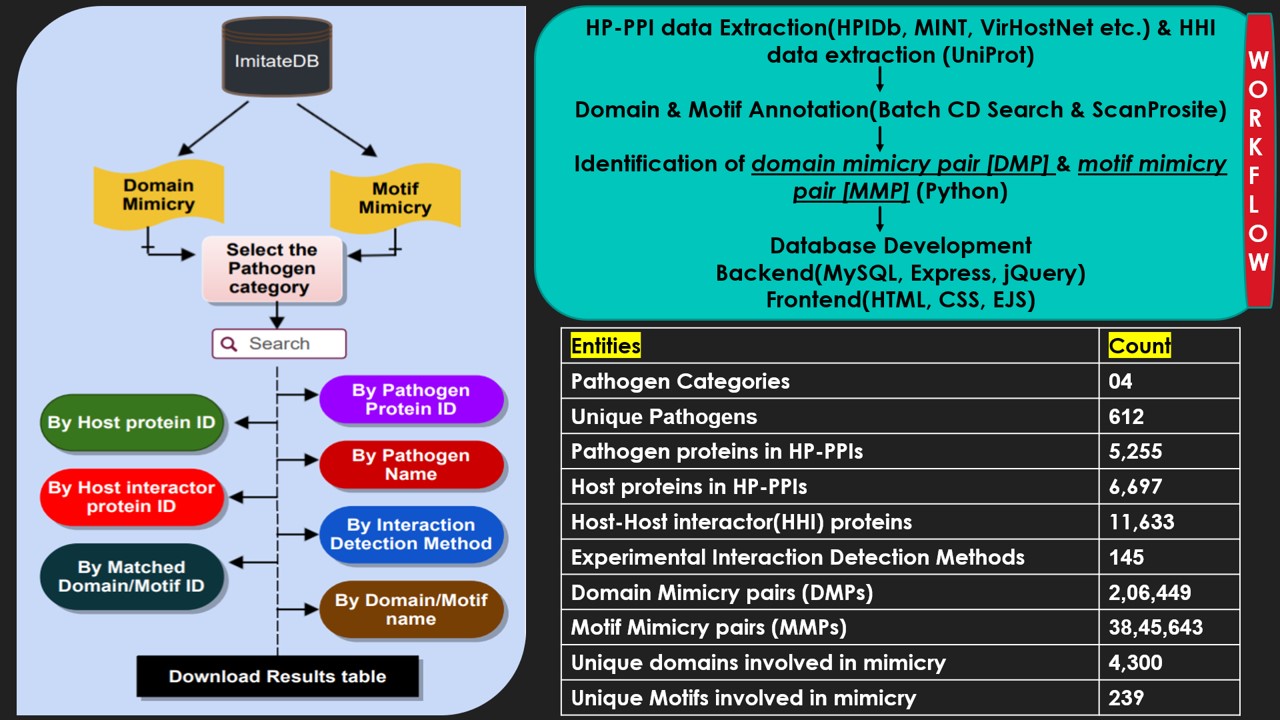 ImitateDB
Domain
Mimicry
Motif
Mimicry
Select the
Pathogen
category
Search
By Pathogen
Protein ID
By Host protein ID
By Pathogen
Name
By Host interactor
protein ID
By Interaction
Detection Method
By Matched
Domain/Motif ID
By Domain/Motif
name
Download Results table
HP-PPI data Extraction(HPIDb, MINT, VirHostNet etc.) & HHI
data extraction (UniProt)
Domain & Motif Annotation(Batch CD Search & ScanProsite)
Identification of domain mimicry pair [DMP] & motif mimicry
pair [MMP] (Python)
Database Development
Backend(MySQL, Express, jQuery)
Frontend(HTML, CSS, EJS)
WORKFLOW
Entities Count
Pathogen Categories 04
Unique Pathogens 612
Pathogen proteins in HP-PPIs 5,255
Host proteins in HP-PPIs 6,697
Host-Host interactor(HHI) proteins 11,633
Experimental Interaction Detection Methods 145
Domain Mimicry pairs (DMPs) 2,06,449
Motif Mimicry pairs (MMPs) 38,45,643
Unique domains involved in mimicry 4,300
Unique Motifs involved in mimicry 239